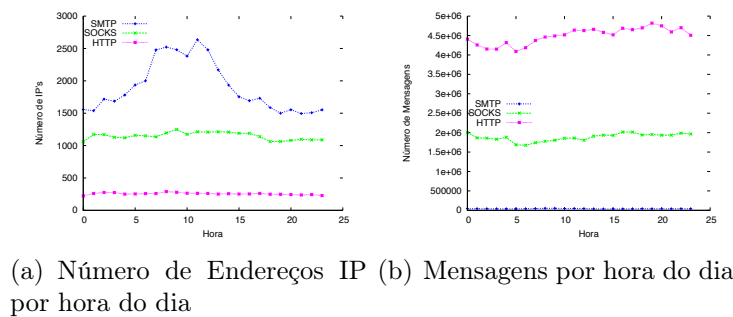 3000
2500
2000
1500
1000
500
0
0 5 10 15 20 25
Número de IP's
Hora
SMTP
SOCKS
HTTP
5e+06
4.5e+06
4e+06
3.5e+06
3e+06
2.5e+06
2e+06
1.5e+06
1e+06
500000
0
0 5 10 15 20 25
Número de Mensagens
Hora
SMTP
SOCKS
HTTP
(a) Número de Endereços IP
por hora do dia
(b) Mensagens por hora do dia